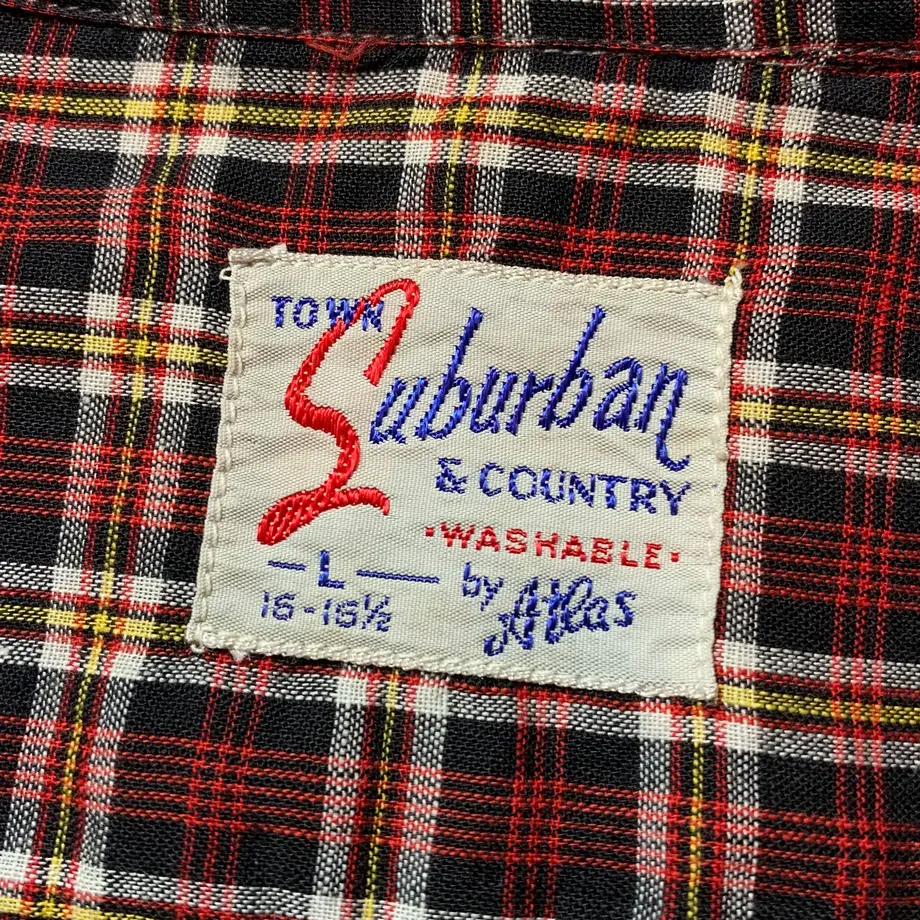 TOWN
Suburban
& COUNTRY
·WASHABLE·
— L —
16-16½
by Atlas